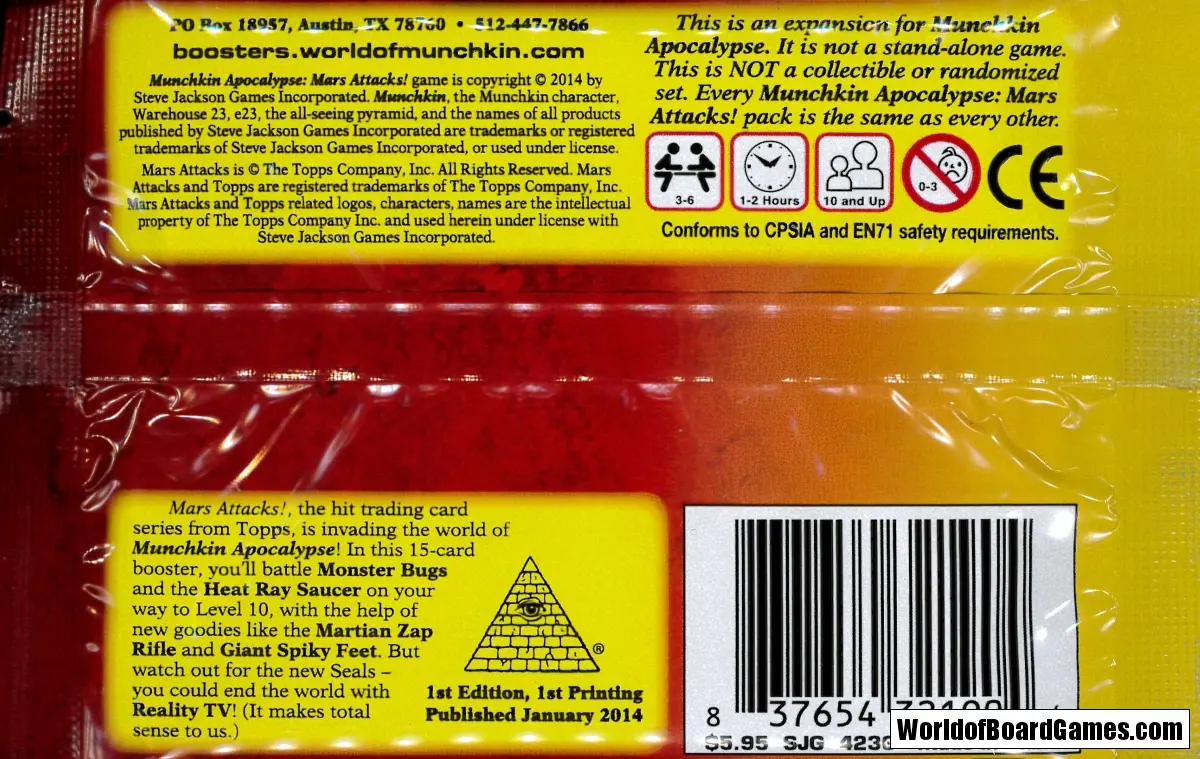 PO Box 18957, Austin, TX 78760 • 512-447-7866
boosters.worldofmunchkin.com
Munchkin Apocalypse: Mars Attacks! game is copyright © 2014 by
Steve Jackson Games Incorporated. Munchkin, the Munchkin character,
Warehouse 23, e23, the all-seeing pyramid, and the names of all products
published by Steve Jackson Games Incorporated are trademarks or registered
trademarks of Steve Jackson Games Incorporated, or used under license.
Mars Attacks is © The Topps Company, Inc. All Rights Reserved. Mars
Attacks and Topps are registered trademarks of The Topps Company, Inc.
Mars Attacks and Topps related logos, characters, names are the intellectual
property of The Topps Company Inc. and used herein under license with
Steve Jackson Games Incorporated.
This is an expansion for Munchkin
Apocalypse. It is not a stand-alone game.
This is NOT a collectible or randomized
set. Every Munchkin Apocalypse: Mars
Attacks! pack is the same as every other.
3-6
1-2 Hours
10 and Up
0-3
CE
Conforms to CPSIA and EN71 safety requirements.
Mars Attacks!, the hit trading card
series from Topps, is invading the world of
Munchkin Apocalypse! In this 15-card
booster, you'll battle Monster Bugs
and the Heat Ray Saucer on your
way to Level 10, with the help of
new goodies like the Martian Zap
Rifle and Giant Spiky Feet. But
watch out for the new Seals –
you could end the world with
Reality TV! (It makes total
sense to us.)
®
1st Edition, 1st Printing
Published January 2014
8 37654
$5.95 SJG
WorldofBoardGames.com